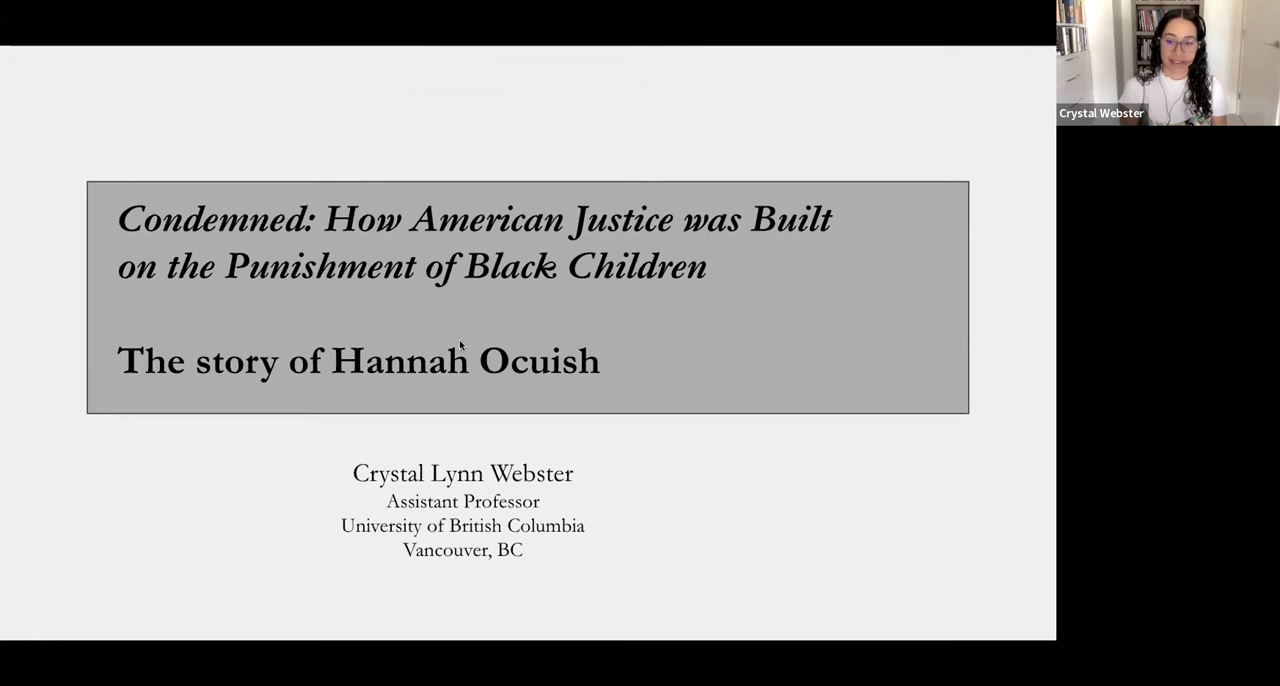 Condemned: How American Justice was Built
on the Punishment of Black Children
The story of Hannah Ocuish
Crystal Lynn Webster
Assistant Professor
University of British Columbia
Vancouver, BC
Crystal Webster